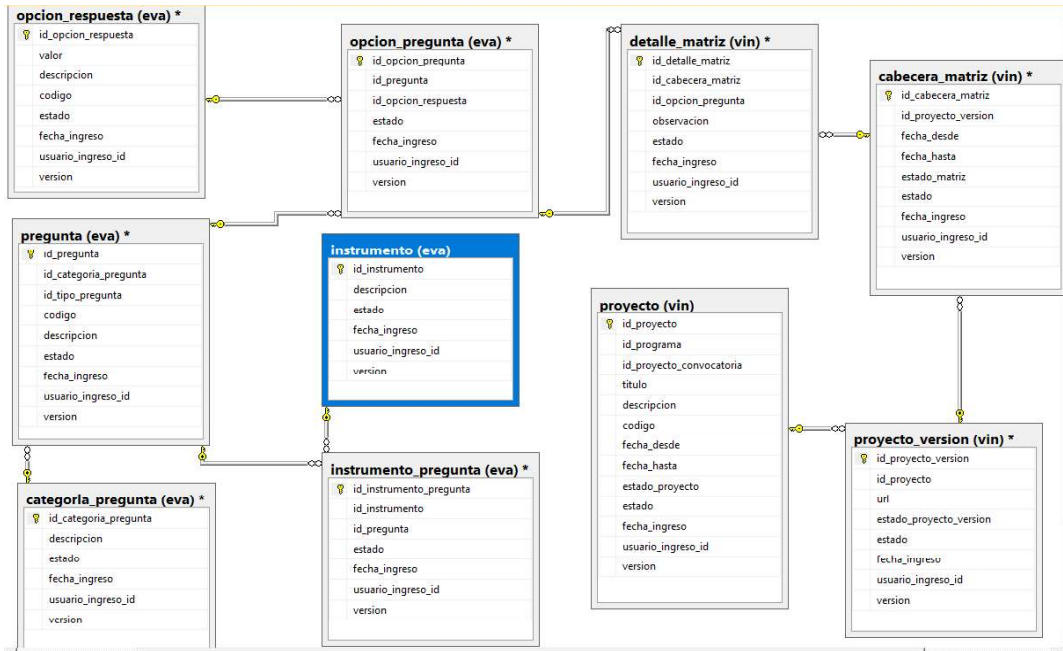 opcion_respuesta (eva) *
id_opcion_respuesta
valor
descripcion
codigo
estado
fecha_ingreso
usuario_ingreso_id
version
opcion_pregunta (eva) *
id_opcion_pregunta
id_pregunta
id_opcion_respuesta
estado
fecha_ingreso
usuario_ingreso_id
version
detalle_matriz (vin) *
id_detalle_matriz
id_cabecera_matriz
id_opcion_pregunta
observacion
estado
fecha_ingreso
usuario_ingreso_id
version
cabecera_matriz (vin) *
id_cabecera_matriz
id_proyecto_version
fecha_desde
fecha_hasta
estado_matriz
estado
fecha_ingreso
usuario_ingreso_id
version
pregunta (eva) *
id_pregunta
id_categoria_pregunta
id_tipo_pregunta
codigo
descripcion
estado
fecha_ingreso
usuario_ingreso_id
version
instrumento (eva)
id_instrumento
descripcion
estado
fecha_ingreso
usuario_ingreso_id
version
proyecto (vin)
id_proyecto
id_programa
id_proyecto_convocatoria
titulo
descripcion
codigo
fecha_desde
fecha_hasta
estado_proyecto
estado
fecha_ingreso
usuario_ingreso_id
version
proyecto_version (vin) *
id_proyecto_version
id_proyecto
url
estado_proyecto_version
estado
fecha_ingreso
usuario_ingreso_id
version
categoria_pregunta (eva) *
id_categoria_pregunta
descripcion
estado
fecha_ingreso
usuario_ingreso_id
version
instrumento_pregunta (eva) *
id_instrumento_pregunta
id_instrumento
id_pregunta
estado
fecha_ingreso
usuario_ingreso_id
version